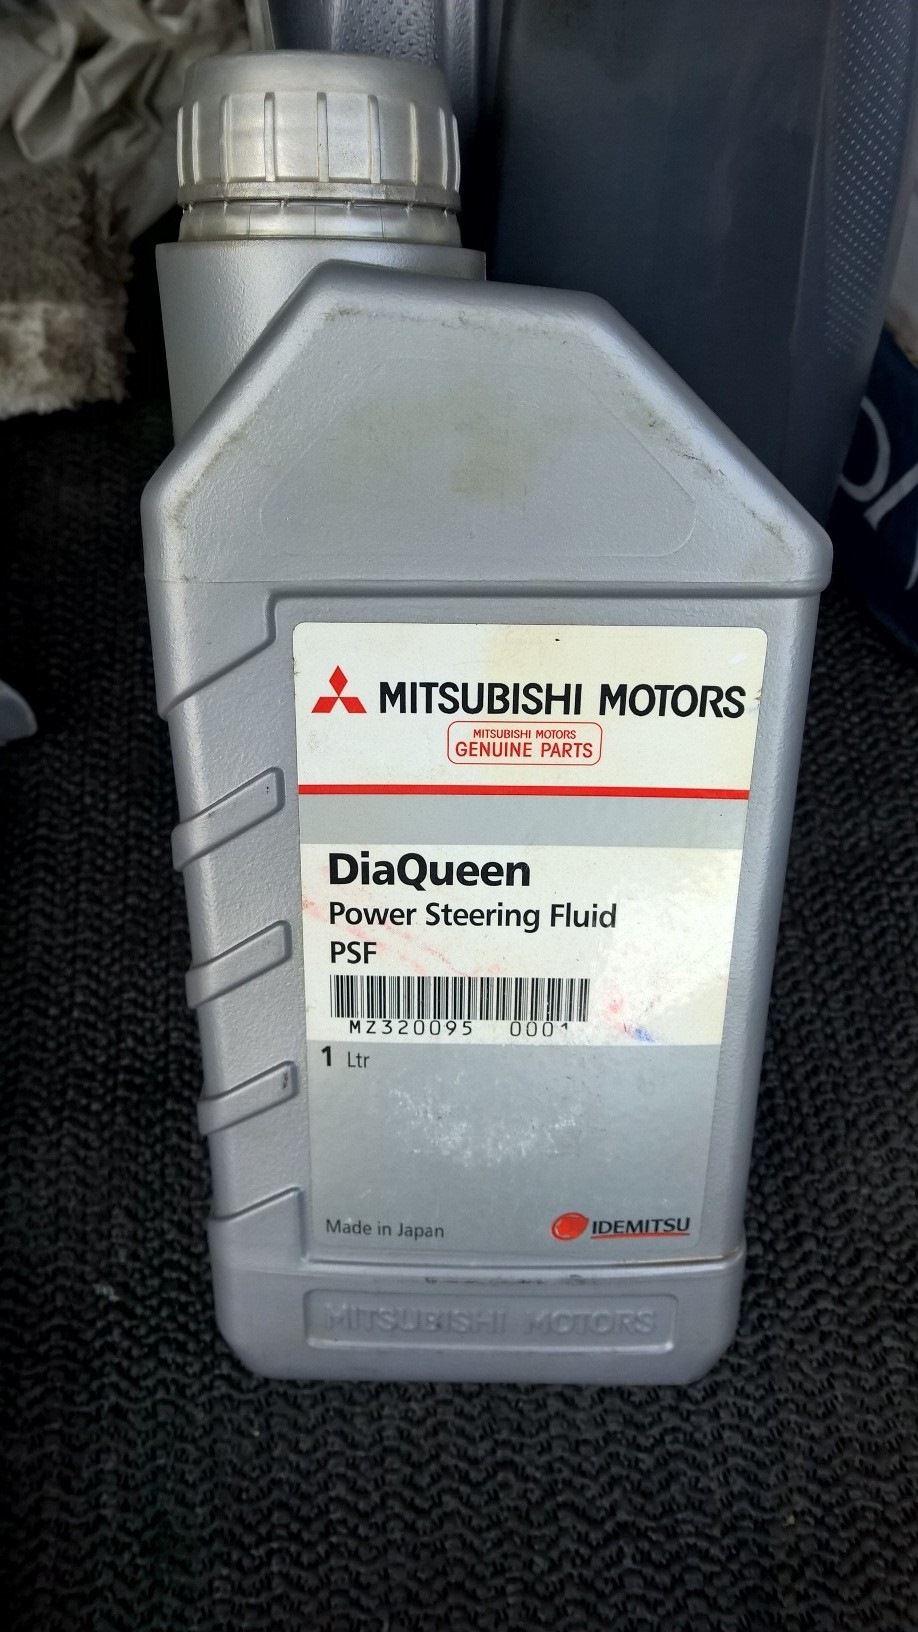 MITSUBISHI MOTORS
MITSUBISHI MOTORS
GENUINE PARTS
DiaQueen
Power Steering Fluid
PSF
MZ320095 0001
1 Ltr
Made in Japan
IDEMITSU
MITSUBISHI MOTORS